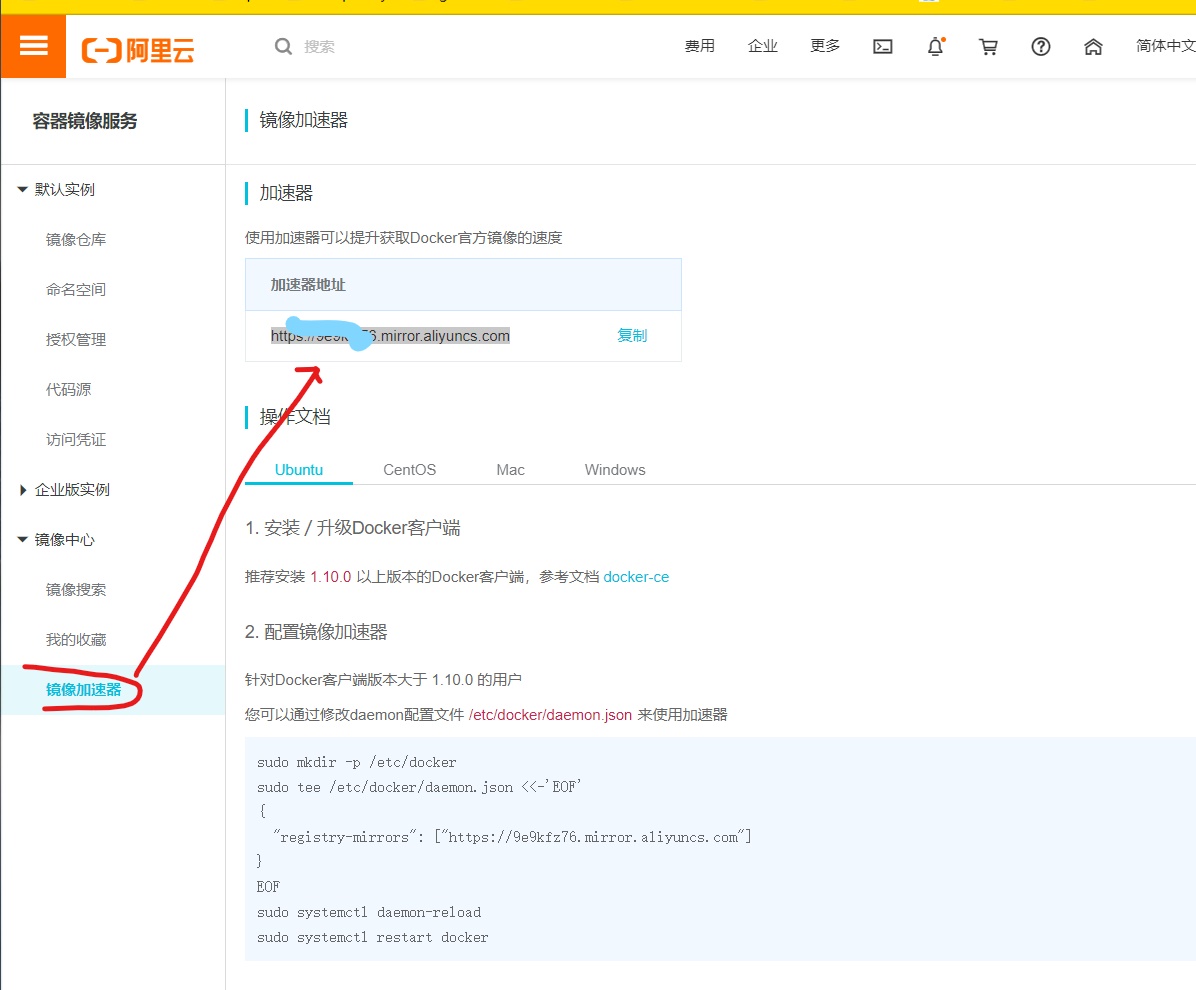 阿里云
搜索
费用 企业 更多 简体中文
容器镜像服务
默认实例
镜像仓库
命名空间
授权管理
代码源
访问凭证
企业版实例
镜像中心
镜像搜索
我的收藏
镜像加速器
镜像加速器
加速器
使用加速器可以提升获取Docker官方镜像的速度
加速器地址
.mirror.aliyuncs.com 复制
操作文档
Ubuntu CentOS Mac Windows
1. 安装 / 升级Docker客户端
推荐安装 1.10.0 以上版本的Docker客户端，参考文档 docker-ce
2. 配置镜像加速器
针对Docker客户端版本大于 1.10.0 的用户
您可以通过修改daemon配置文件 /etc/docker/daemon.json 来使用加速器
sudo mkdir -p /etc/docker
sudo tee /etc/docker/daemon.json <<-'EOF'
{
"registry-mirrors": ["https://9e9kfz76.mirror.aliyuncs.com"]
}
EOF
sudo systemctl daemon-reload
sudo systemctl restart docker